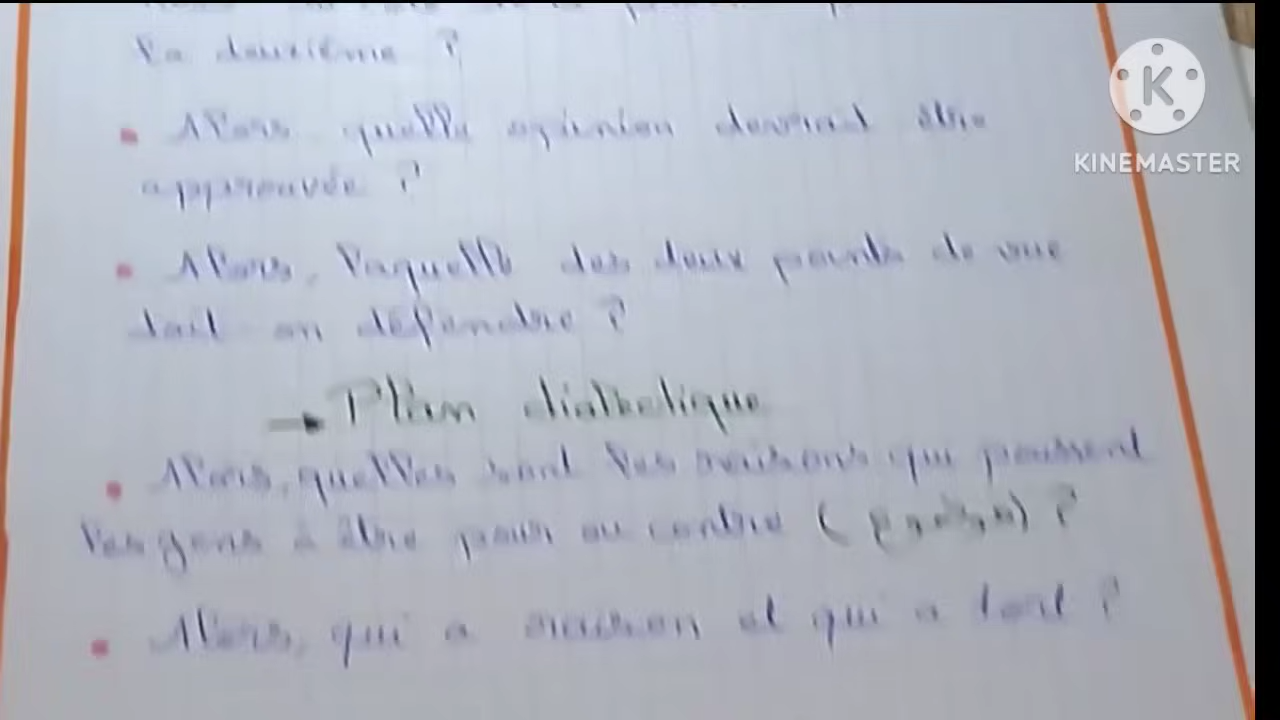 la deuxième ?
• Alors quelle opinion devrait être
approuvée ?
• Alors, laquelle des deux points de vue
doit on défendre ?
→ Plan dialectique
• Alors, quelles sont les raisons qui poussent
les gens à être pour ou contre ( ) ?
• Alors, qui a raison et qui a tort ?
K
KINEMASTER